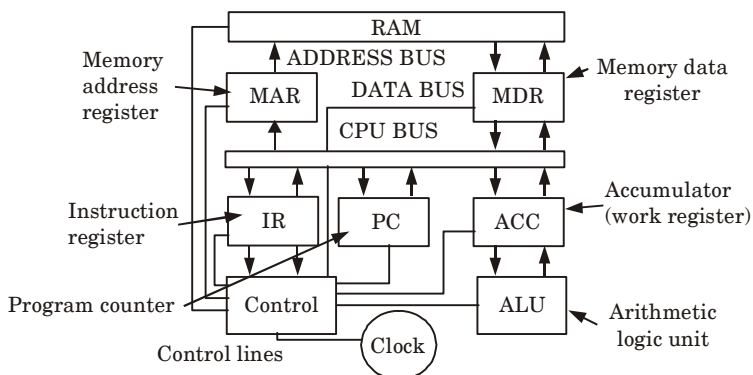 RAM
ADDRESS BUS
Memory
address
register
MAR
DATA BUS
MDR
Memory data
register
CPU BUS
Instruction
register
IR
PC
ACC
Accumulator
(work register)
Program counter
Control
ALU
Arithmetic
logic unit
Control lines
Clock